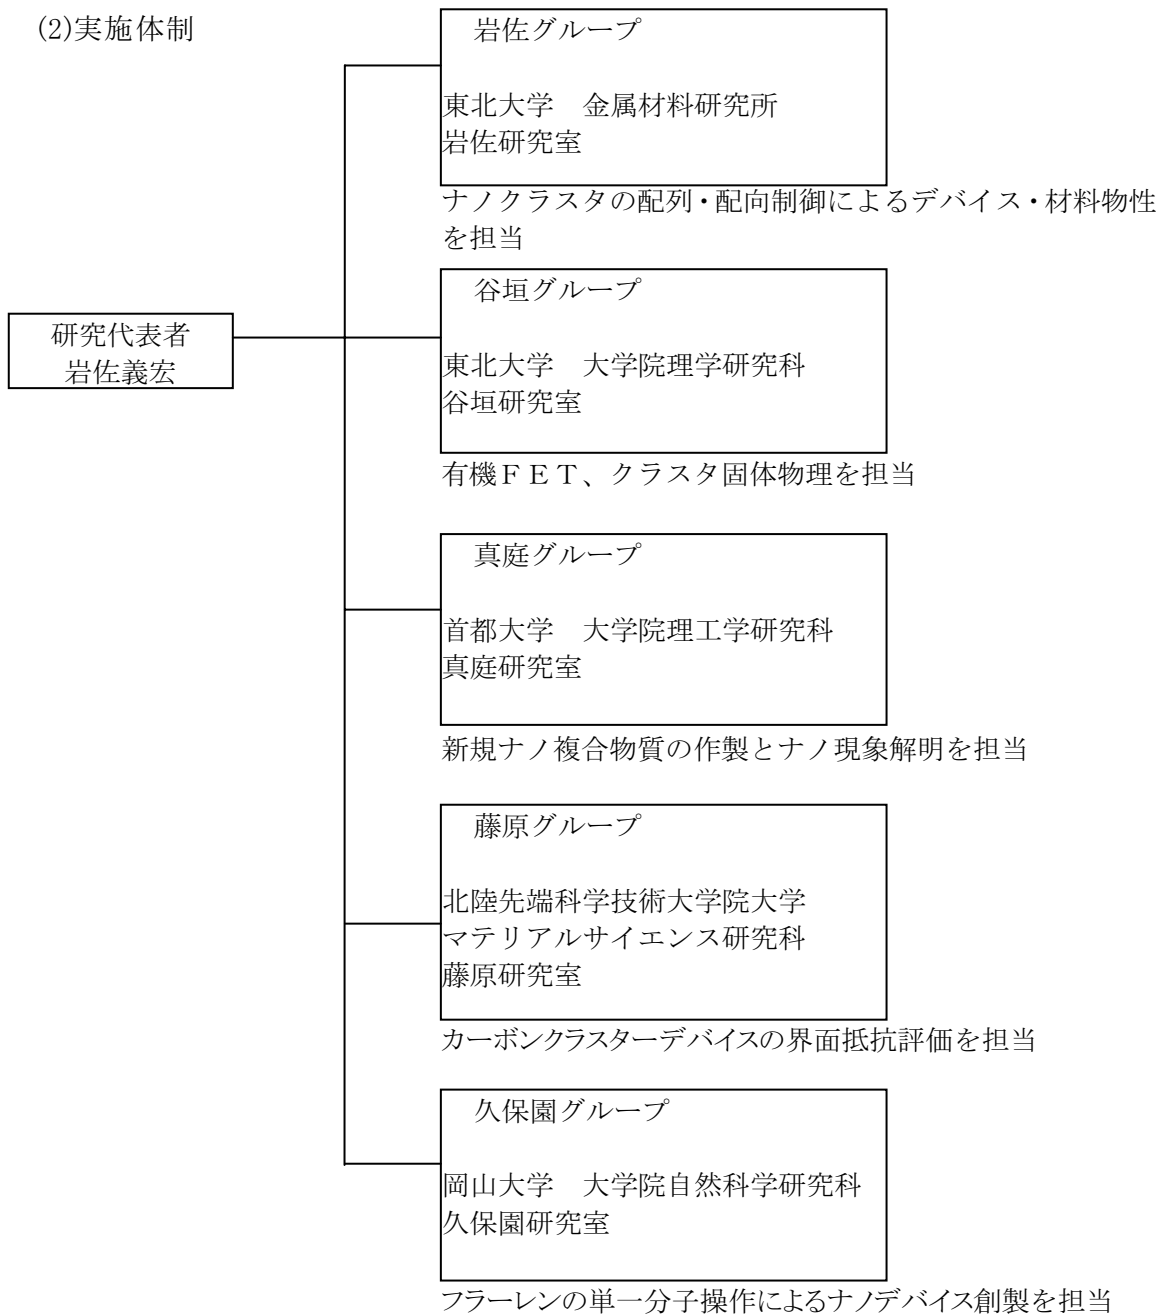 (2)実施体制
岩佐グループ
東北大学　金属材料研究所
岩佐研究室
ナノクラスタの配列・配向制御によるデバイス・材料物性
を担当
研究代表者
岩佐義宏
谷垣グループ
東北大学　大学院理学研究科
谷垣研究室
有機ＦＥＴ、クラスタ固体物理を担当
真庭グループ
首都大学　大学院理工学研究科
真庭研究室
新規ナノ複合物質の作製とナノ現象解明を担当
藤原グループ
北陸先端科学技術大学院大学
マテリアルサイエンス研究科
藤原研究室
カーボンクラスターデバイスの界面抵抗評価を担当
久保園グループ
岡山大学　大学院自然科学研究科
久保園研究室
フラーレンの単一分子操作によるナノデバイス創製を担当